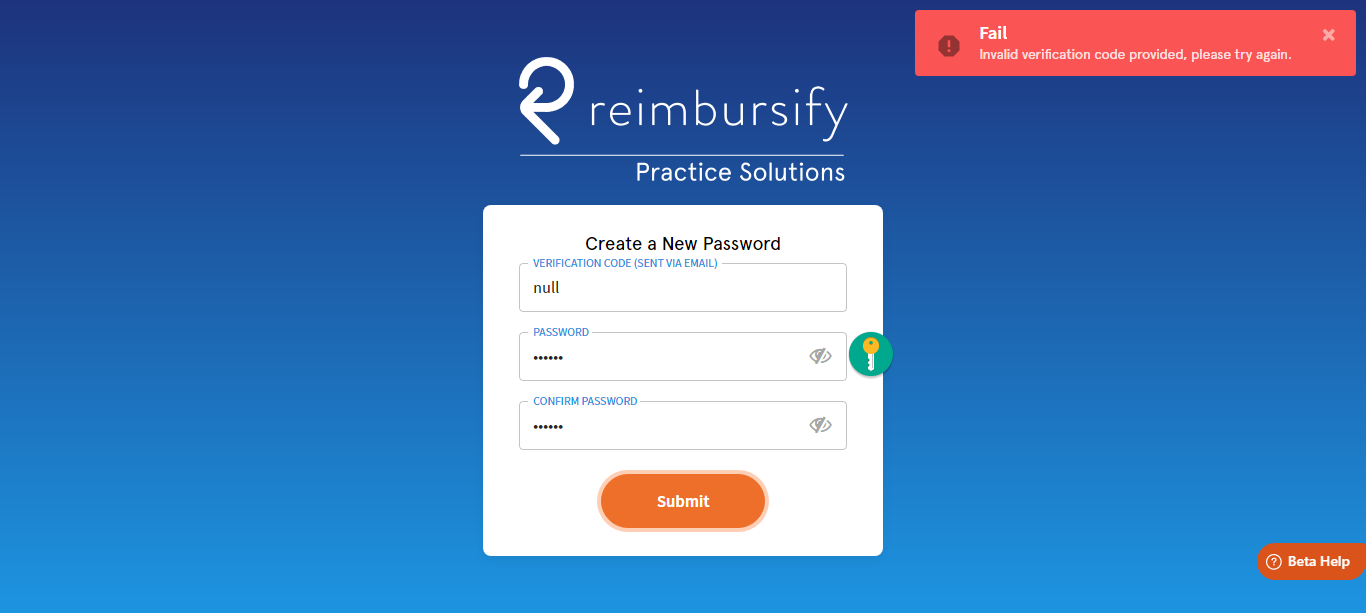 Fail
Invalid verification code provided, please try again.
reimbursify
Practice Solutions
Create a New Password
VERIFICATION CODE (SENT VIA EMAIL)
null
PASSWORD
••••••
CONFIRM PASSWORD
••••••
Submit
Beta Help